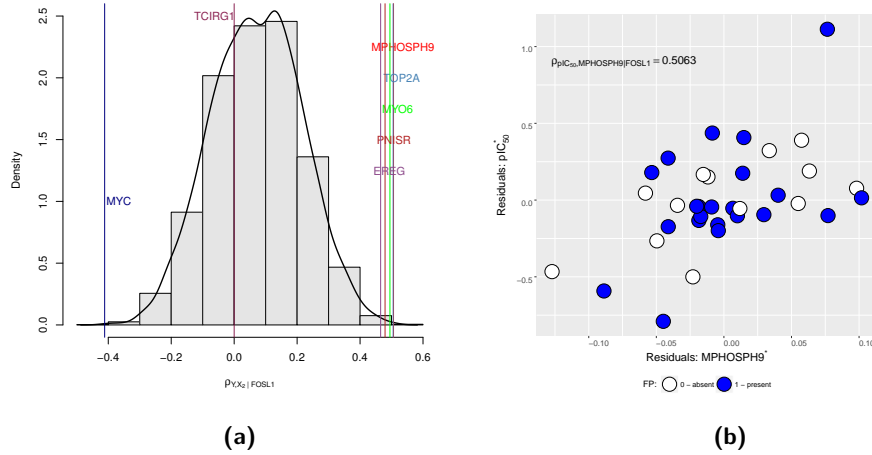 2.5
2.0
1.5
1.0
0.5
0.0
Density
TCIRG1
MPHOSPH9
TOP2A
MYO6
PNISR
EREG
MYC
−0.4 −0.2 0.0 0.2 0.4 0.6
ρY,X2 | FOSL1
(a)
1.0
0.5
0.0
−0.5
Residuals: pIC50*
ρpIC50,MPHOSPH9|FOSL1 = 0.5063
−0.10 −0.05 0.00 0.05 0.10
Residuals: MPHOSPH9*
FP: 0 − absent 1 − present
(b)